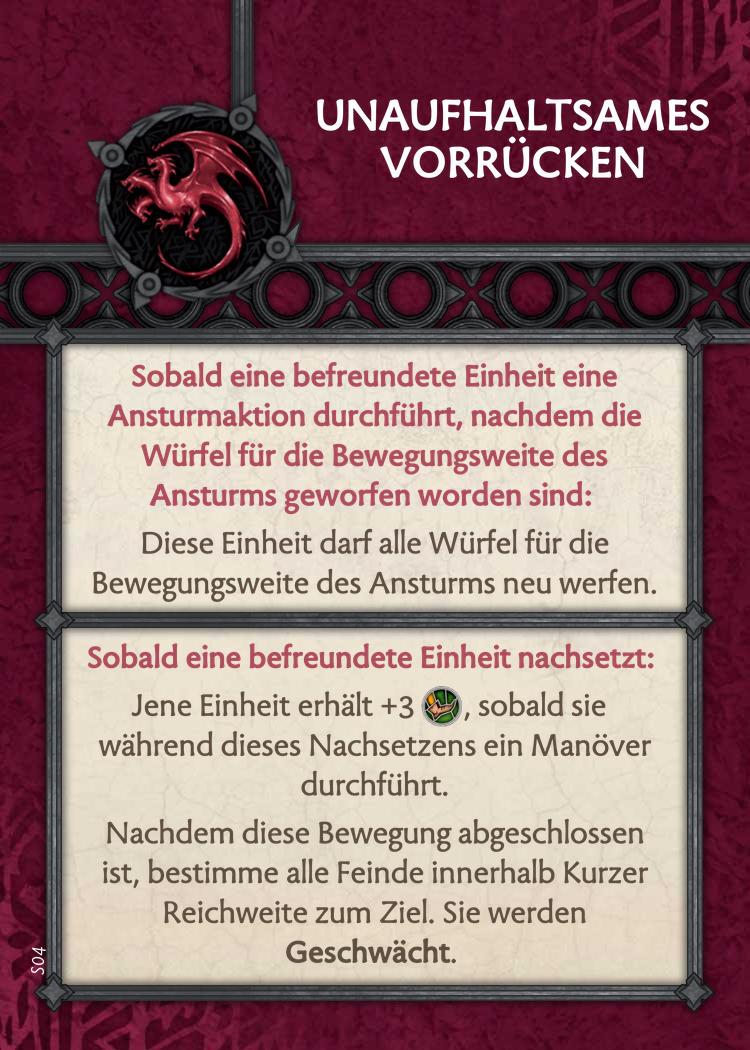 UNAUFHALTSAMES
VORRÜCKEN
Sobald eine befreundete Einheit eine
Ansturmaktion durchführt, nachdem die
Würfel für die Bewegungsweite des
Ansturms geworfen worden sind:
Diese Einheit darf alle Würfel für die
Bewegungsweite des Ansturms neu werfen.
Sobald eine befreundete Einheit nachsetzt:
Jene Einheit erhält +3 , sobald sie
während dieses Nachsetzens ein Manöver
durchführt.
Nachdem diese Bewegung abgeschlossen
ist, bestimme alle Feinde innerhalb Kurzer
Reichweite zum Ziel. Sie werden
Geschwächt.
S04